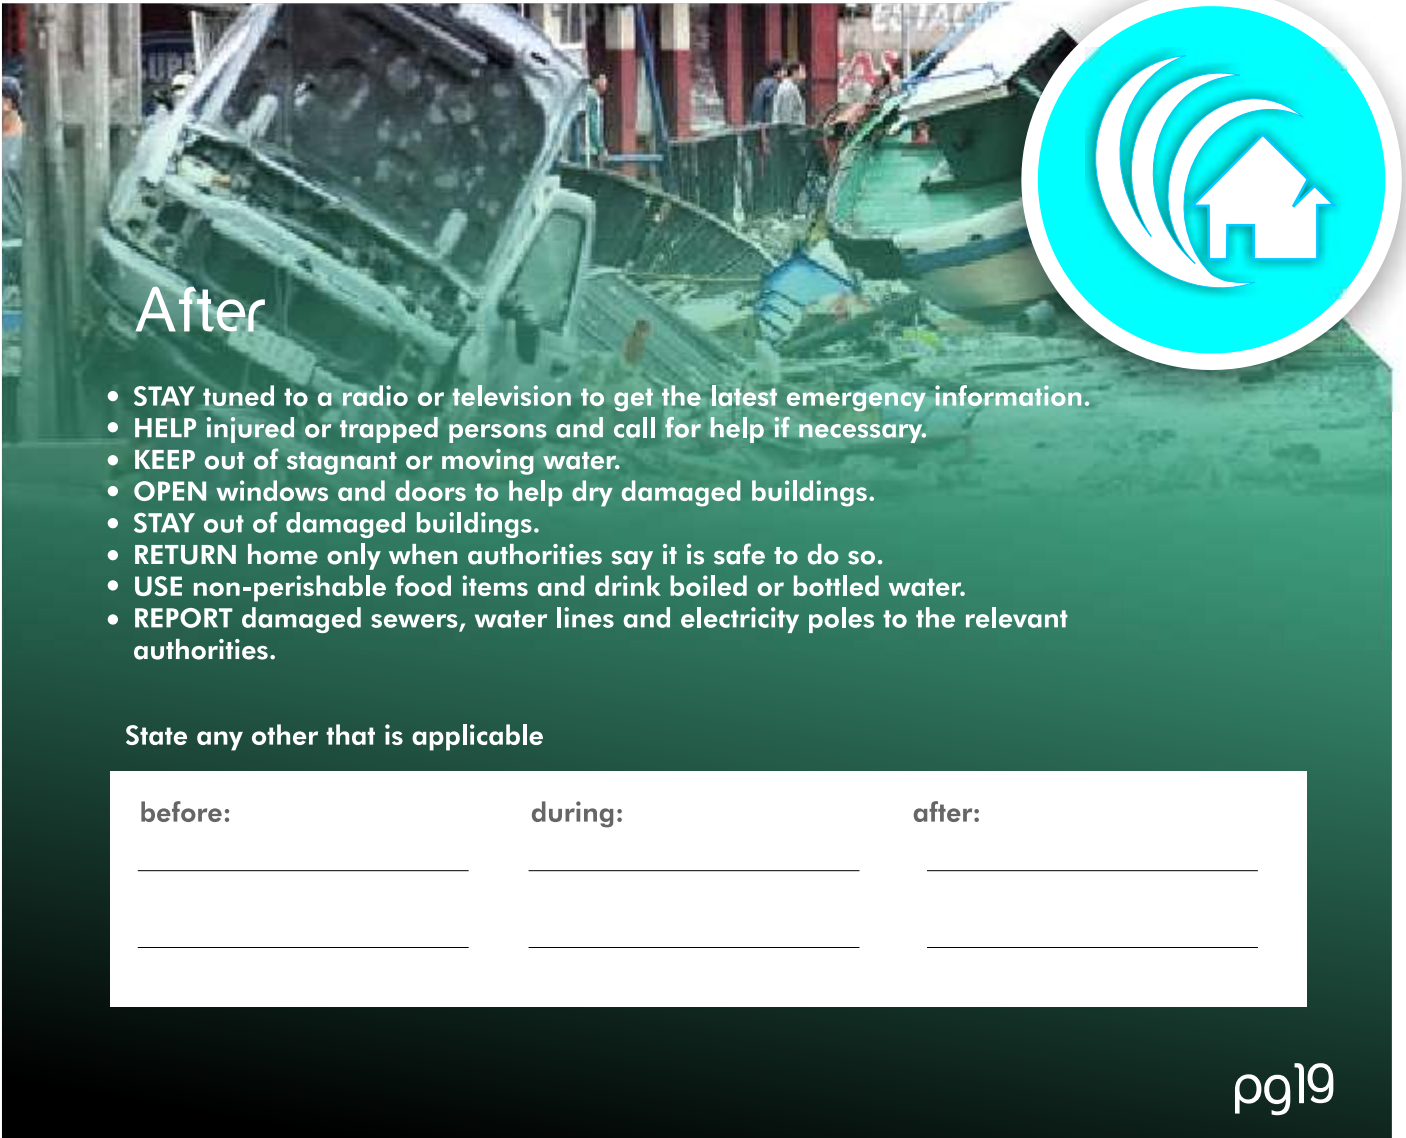 After
• STAY tuned to a radio or television to get the latest emergency information.
• HELP injured or trapped persons and call for help if necessary.
• KEEP out of stagnant or moving water.
• OPEN windows and doors to help dry damaged buildings.
• STAY out of damaged buildings.
• RETURN home only when authorities say it is safe to do so.
• USE non-perishable food items and drink boiled or bottled water.
• REPORT damaged sewers, water lines and electricity poles to the relevant
authorities.
State any other that is applicable
before: during: after:
pg19